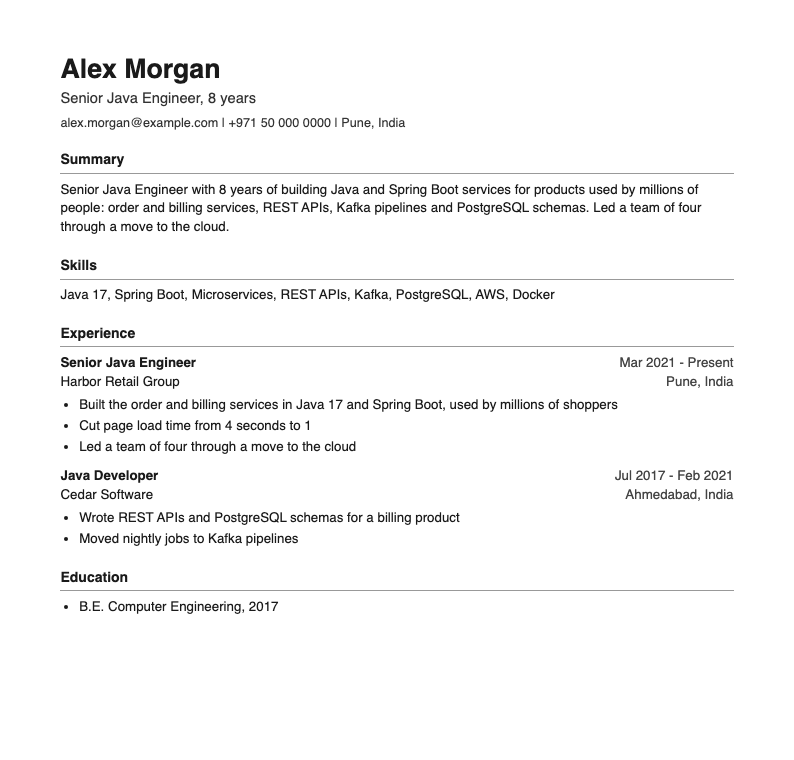 Alex Morgan
Senior Java Engineer, 8 years
alex.morgan@example.com | +971 50 000 0000 | Pune, India
Summary
Senior Java Engineer with 8 years of building Java and Spring Boot services for products used by millions of
people: order and billing services, REST APIs, Kafka pipelines and PostgreSQL schemas. Led a team of four
through a move to the cloud.
Skills
Java 17, Spring Boot, Microservices, REST APIs, Kafka, PostgreSQL, AWS, Docker
Experience
Senior Java Engineer Mar 2021 - Present
Harbor Retail Group Pune, India
• Built the order and billing services in Java 17 and Spring Boot, used by millions of shoppers
• Cut page load time from 4 seconds to 1
• Led a team of four through a move to the cloud
Java Developer Jul 2017 - Feb 2021
Cedar Software Ahmedabad, India
• Wrote REST APIs and PostgreSQL schemas for a billing product
• Moved nightly jobs to Kafka pipelines
Education
• B.E. Computer Engineering, 2017